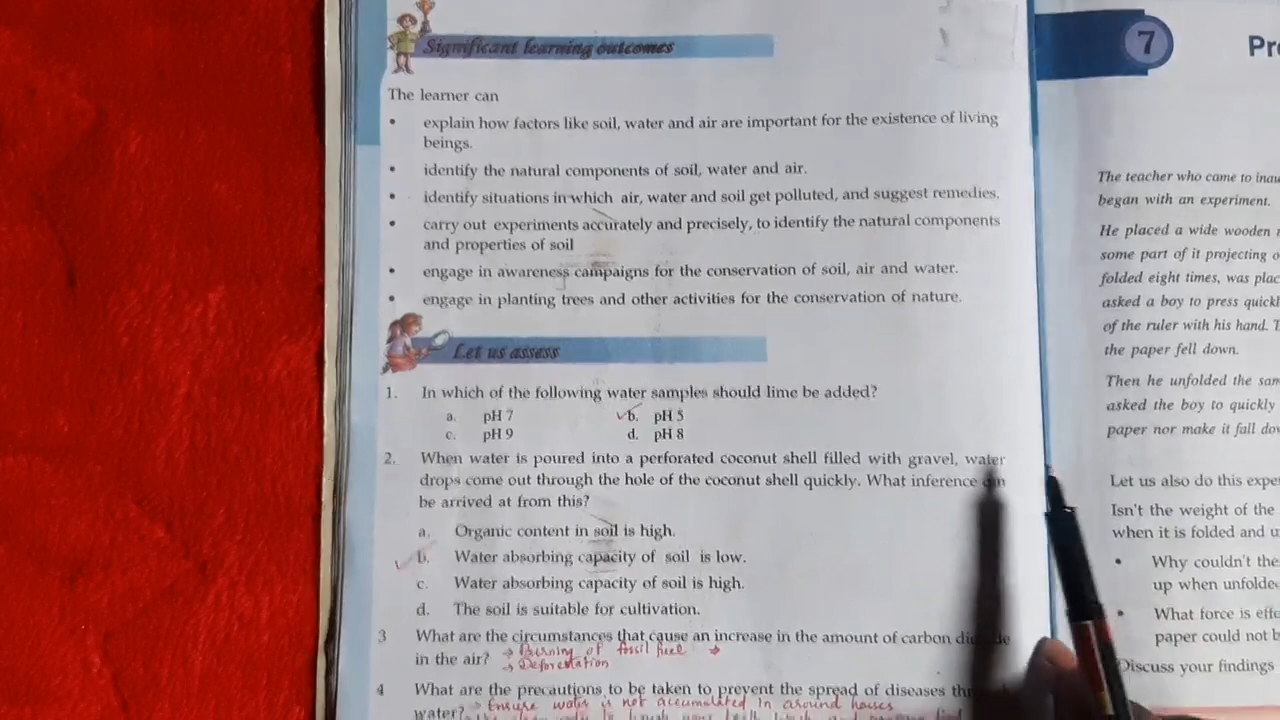 Significant learning outcomes
The learner can
• explain how factors like soil, water and air are important for the existence of living
beings.
• identify the natural components of soil, water and air.
• identify situations in which air, water and soil get polluted, and suggest remedies.
• carry out experiments accurately and precisely, to identify the natural components
and properties of soil
• engage in awareness campaigns for the conservation of soil, air and water.
• engage in planting trees and other activities for the conservation of nature.
Let us assess
1. In which of the following water samples should lime be added?
a. pH 7 ✓b. pH 5
c. pH 9 d. pH 8
2. When water is poured into a perforated coconut shell filled with gravel, water
drops come out through the hole of the coconut shell quickly. What inference
be arrived at from this?
a. Organic content in soil is high.
✓b. Water absorbing capacity of soil is low.
c. Water absorbing capacity of soil is high.
d. The soil is suitable for cultivation.
3 What are the circumstances that cause an increase in the amount of carbon
in the air? → Burning of fossil fuel →
→ Deforestation
4 What are the precautions to be taken to prevent the spread of diseases
water? → Ensure water is not accumulated in around houses
7
The teacher who came to
began with an experiment.
He placed a wide wooden
some part of it projecting
folded eight times, was
asked a boy to press
of the ruler with his hand.
the paper fell down.
Then he unfolded the
asked the boy to quickly
paper nor make it fall
Let us also do this
Isn't the weight of the
when it is folded and
• Why couldn't the
up when
• What force is
paper could not
Discuss your findings